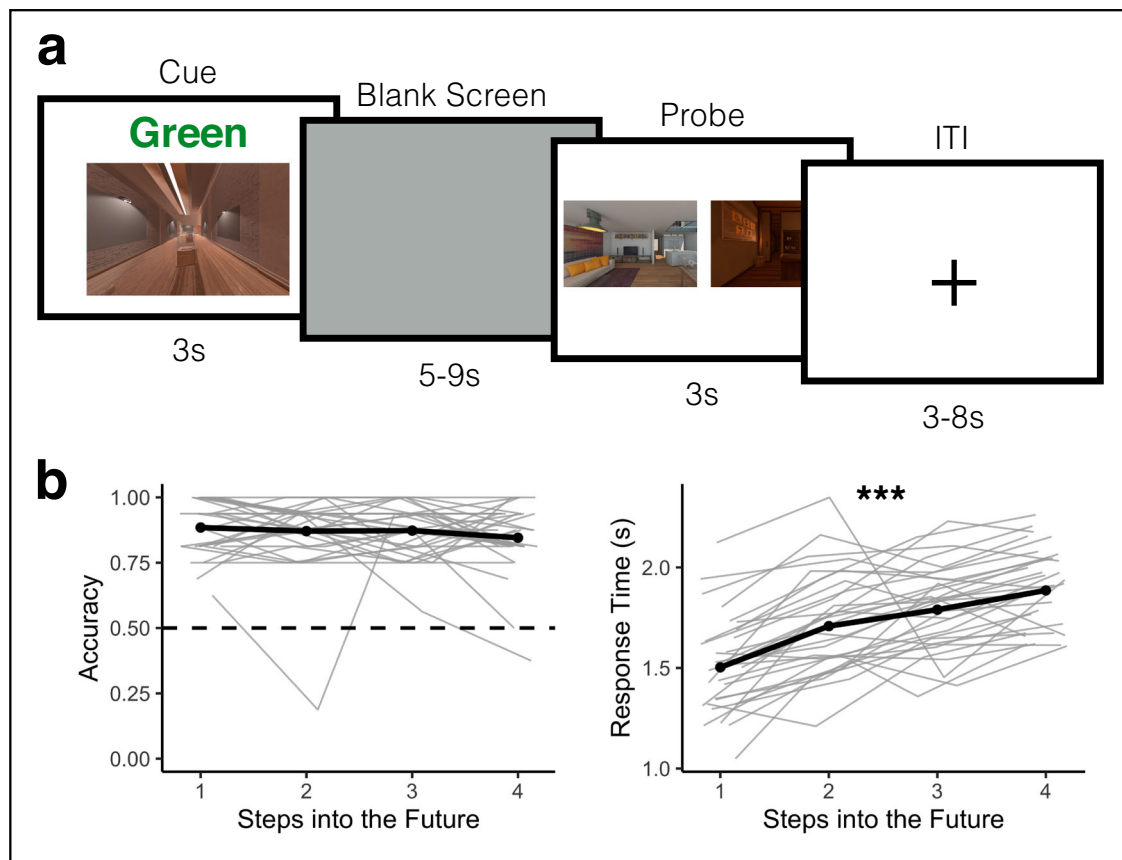 a
Cue
Blank Screen
Probe
ITI
Green
3s
5-9s
3s
3-8s
b
Accuracy
1.00
0.75
0.50
0.25
0.00
1 2 3 4
Steps into the Future
***
Response Time (s)
2.0
1.5
1.0
1 2 3 4
Steps into the Future